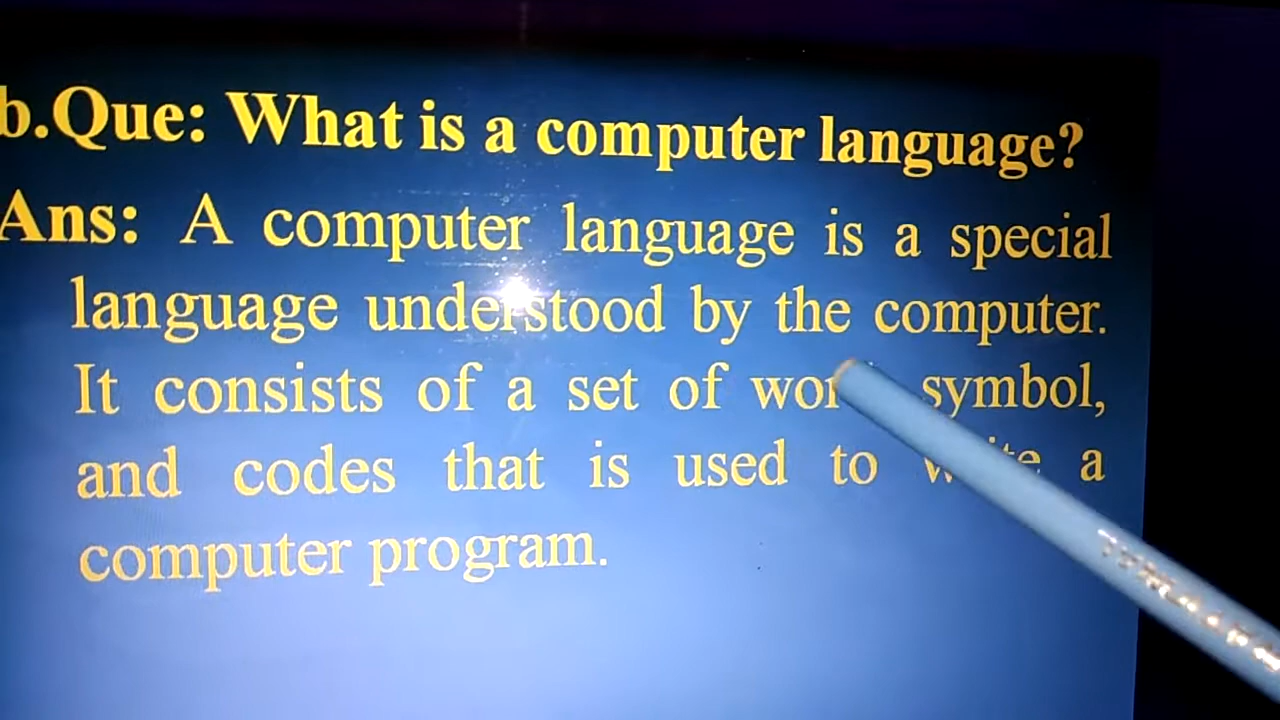 b.Que: What is a computer language?
Ans: A computer language is a special
language understood by the computer.
It consists of a set of symbol,
and codes that is used to a
computer program.